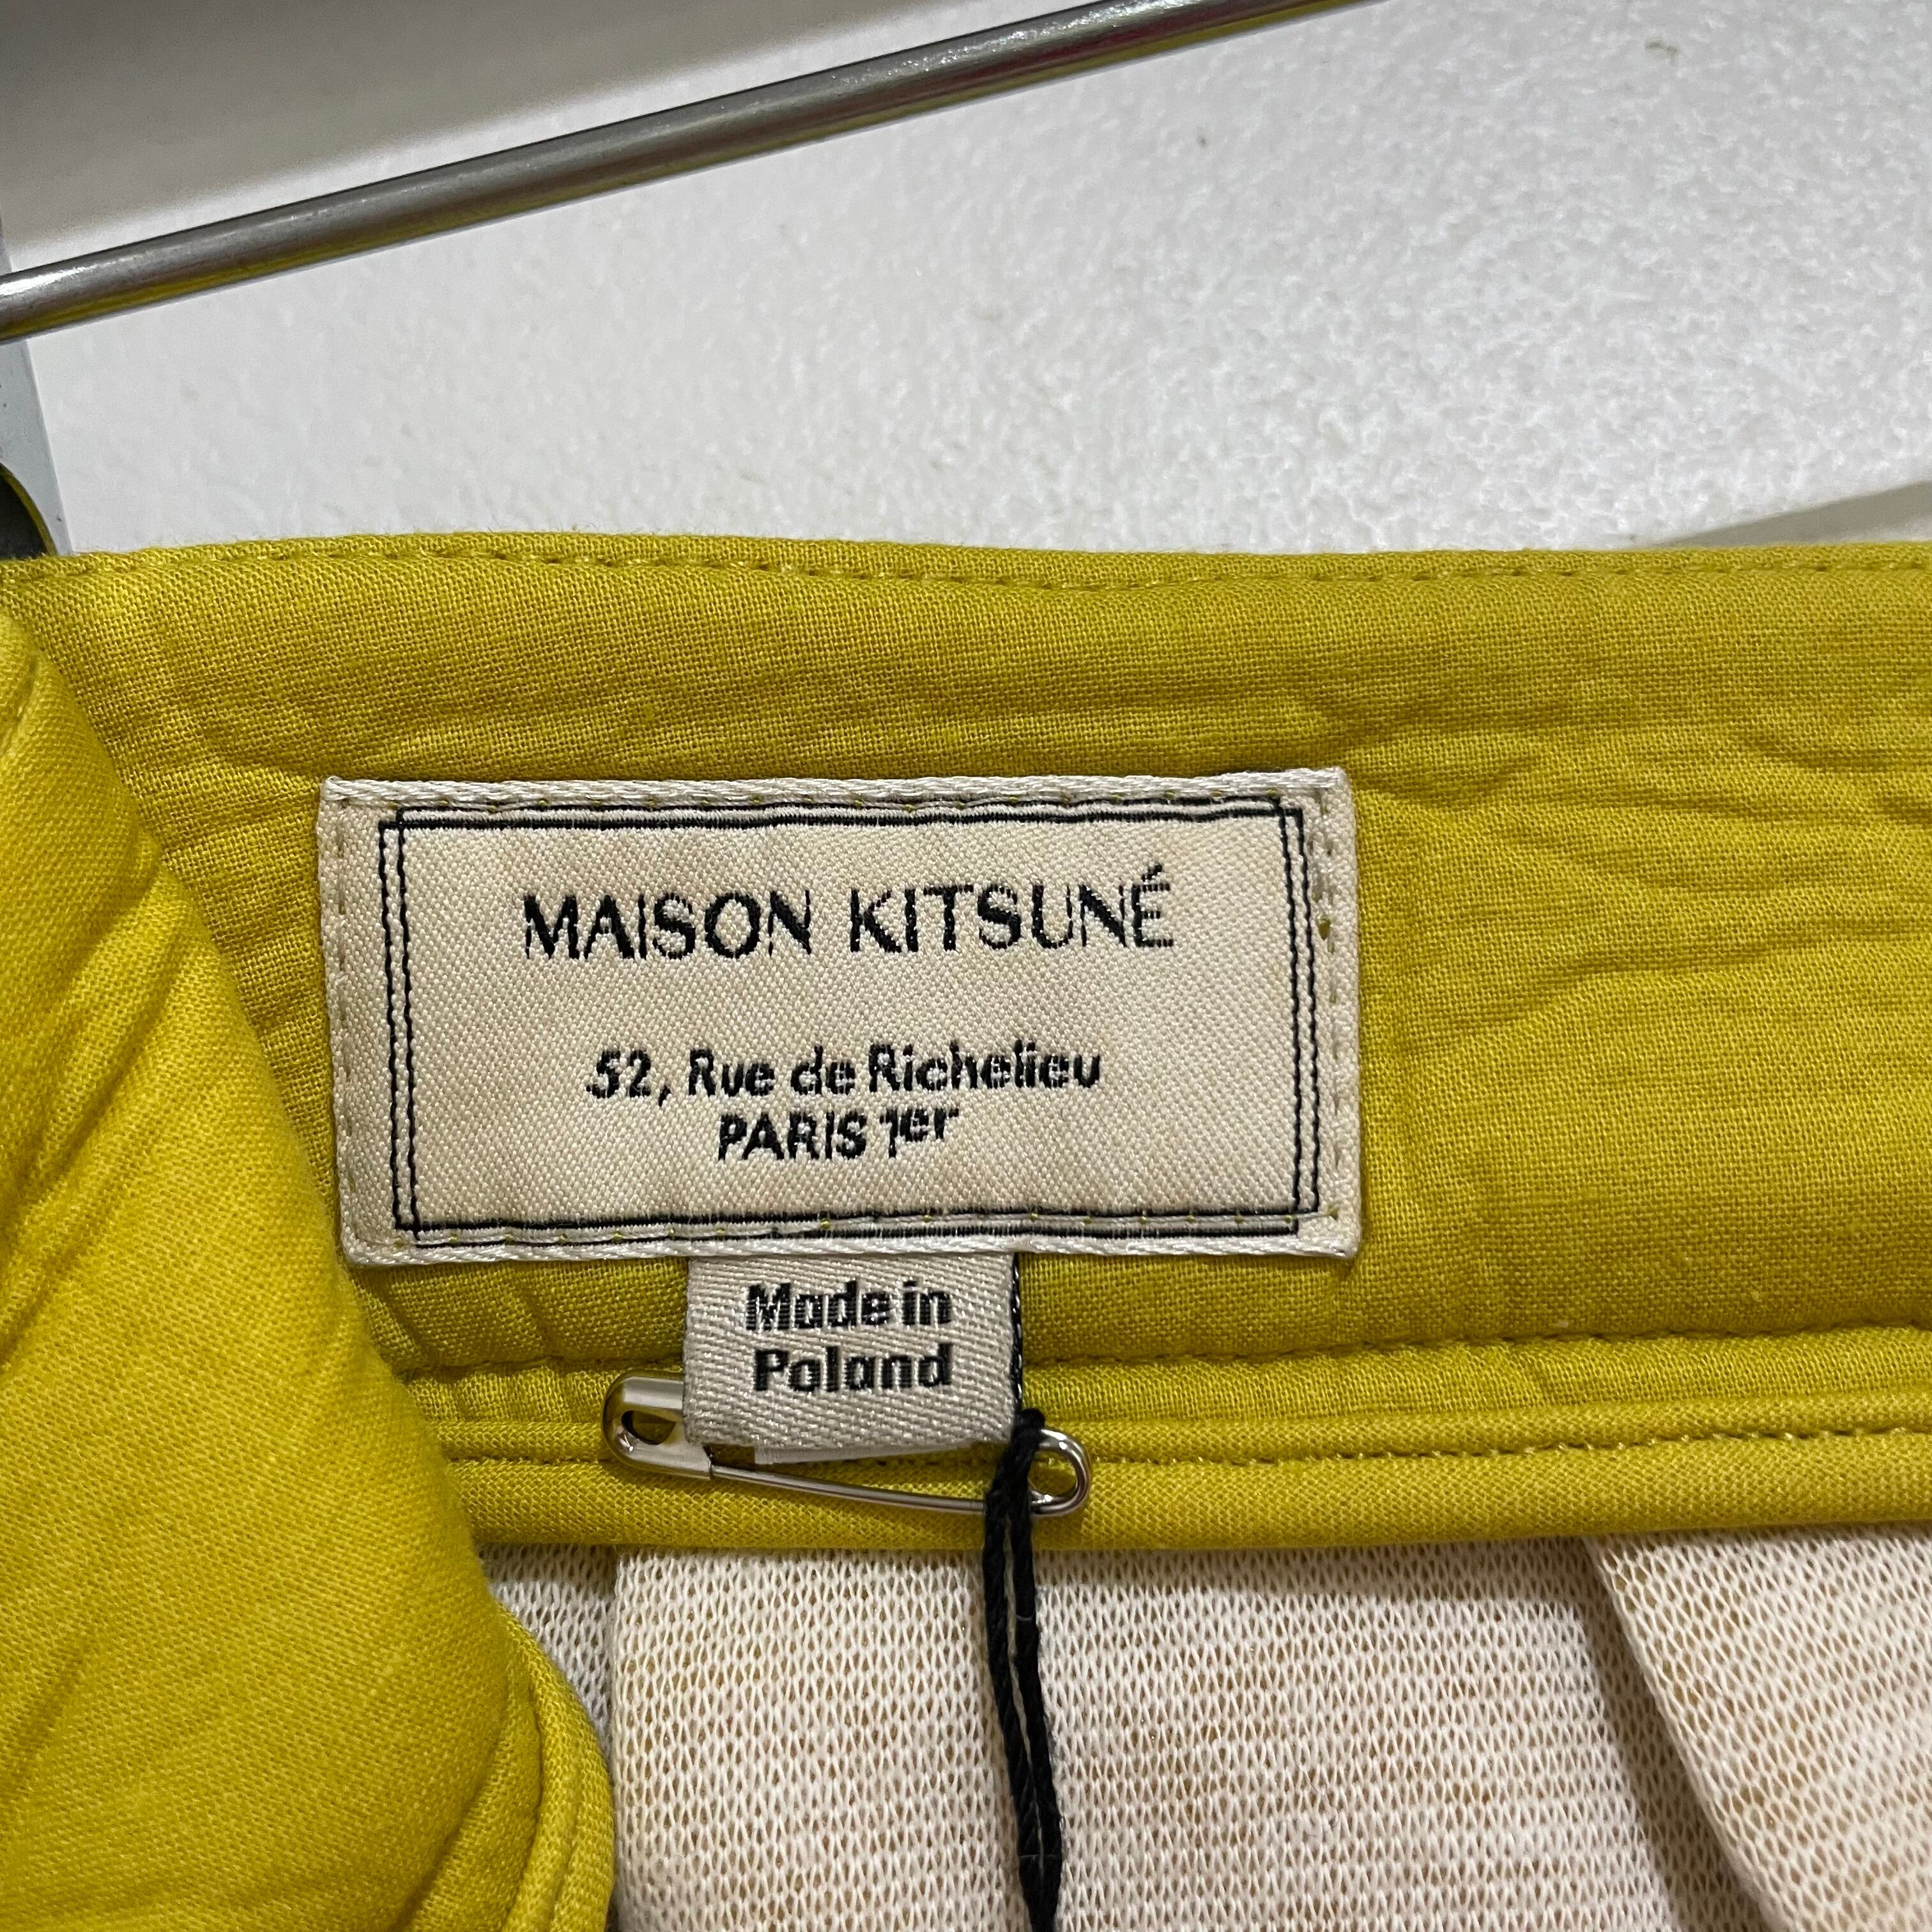 MAISON KITSUNÉ
52, Rue de Richelieu
PARIS 1er
Made in
Poland